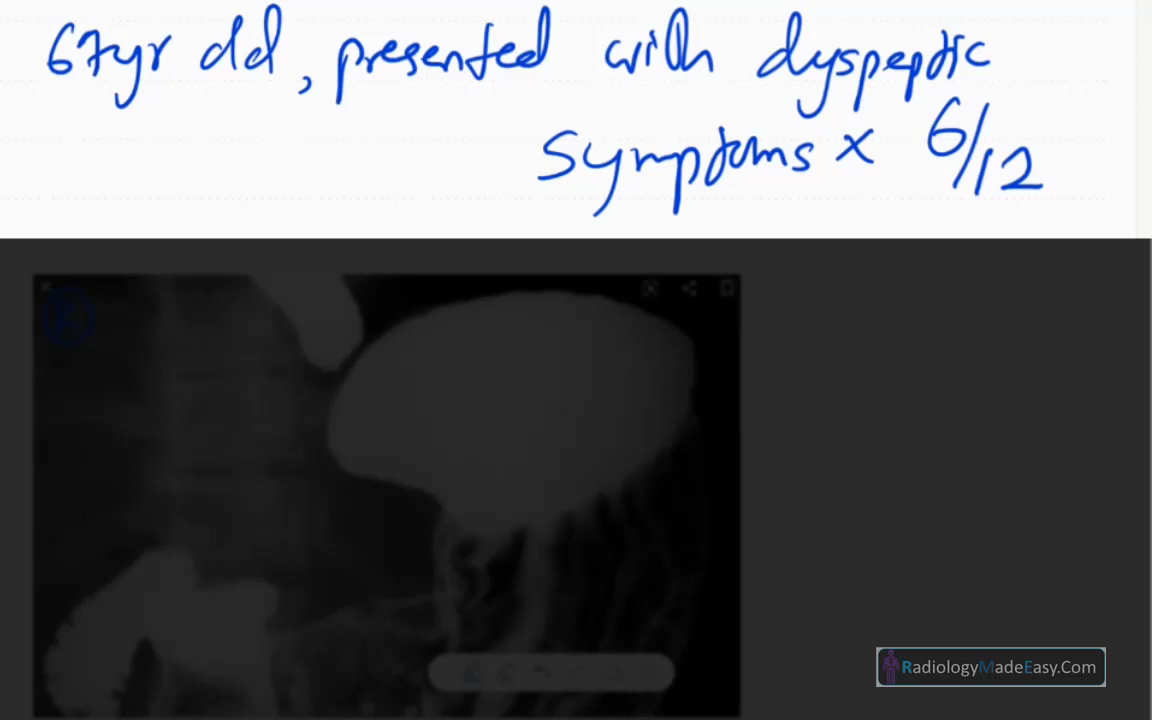 67yr old, presented with dyspeptic
symptoms x 6/12
RadiologyMadeEasy.Com